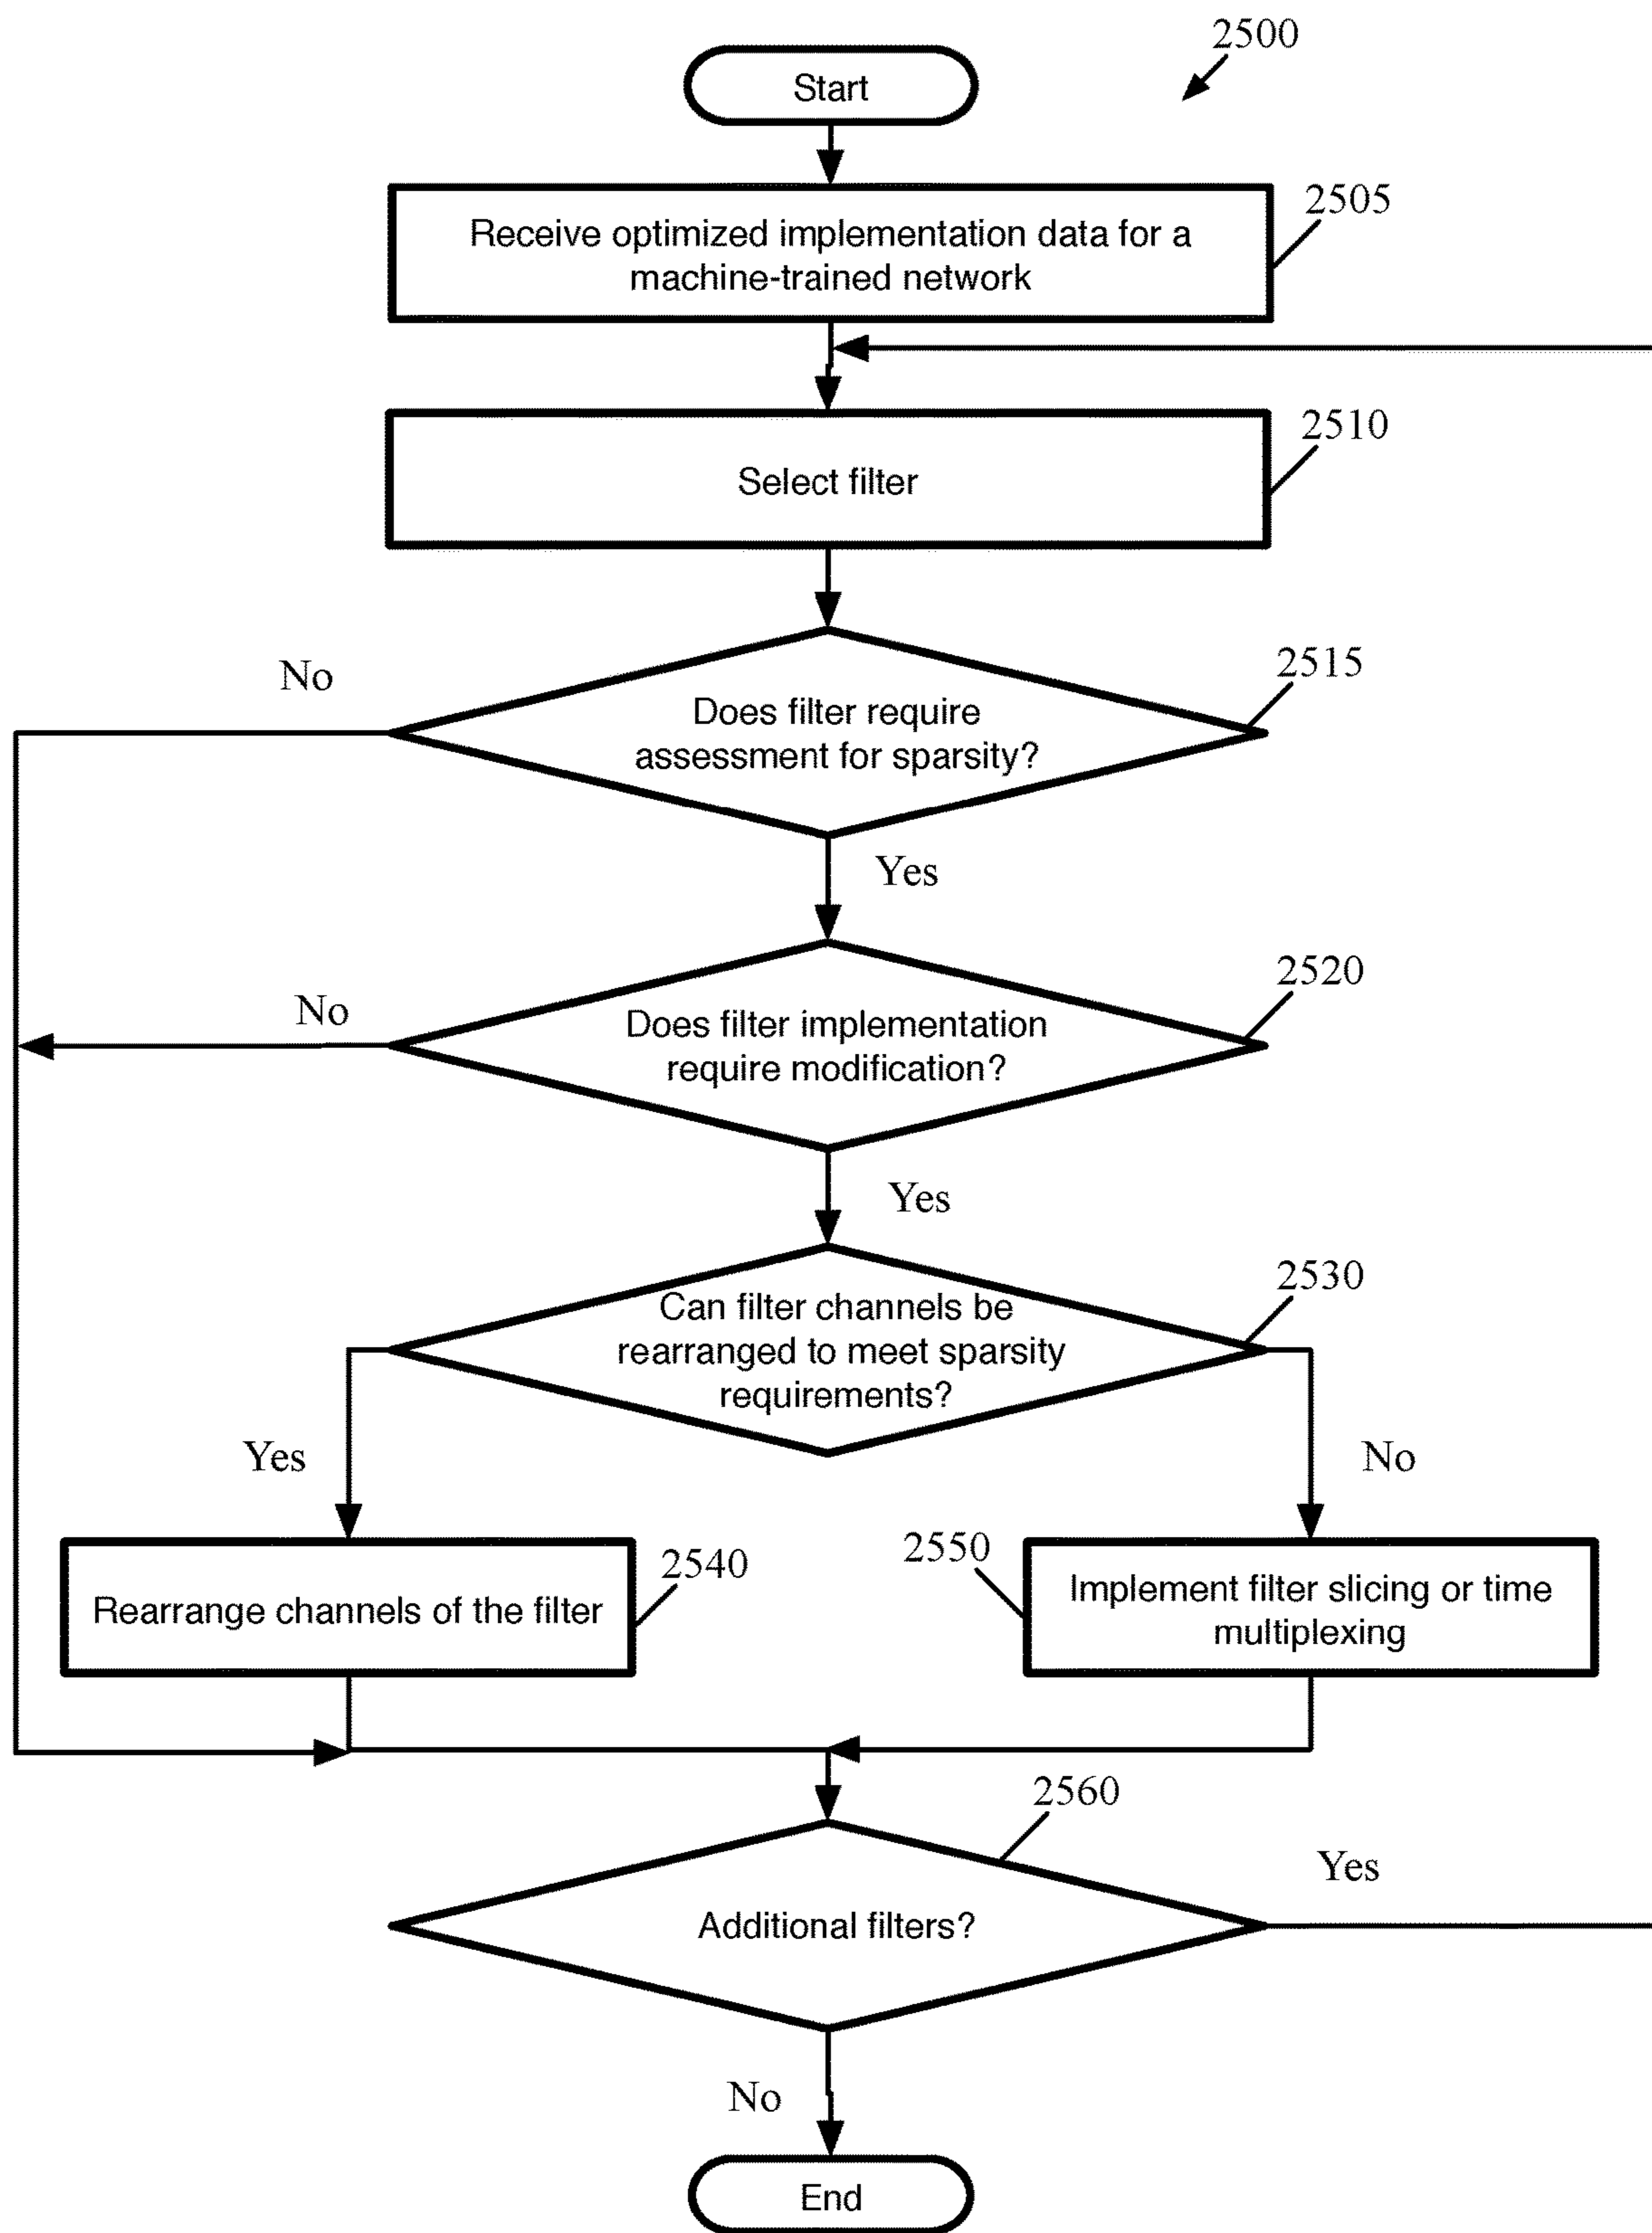 2500
Start
2505
Receive optimized implementation data for a
machine-trained network
2510
Select filter
2515
No
Does filter require
assessment for sparsity?
Yes
2520
No
Does filter implementation
require modification?
Yes
2530
Can filter channels be
rearranged to meet sparsity
requirements?
Yes
No
2540
2550
Rearrange channels of the filter
Implement filter slicing or time
multiplexing
2560
Yes
Additional filters?
No
End